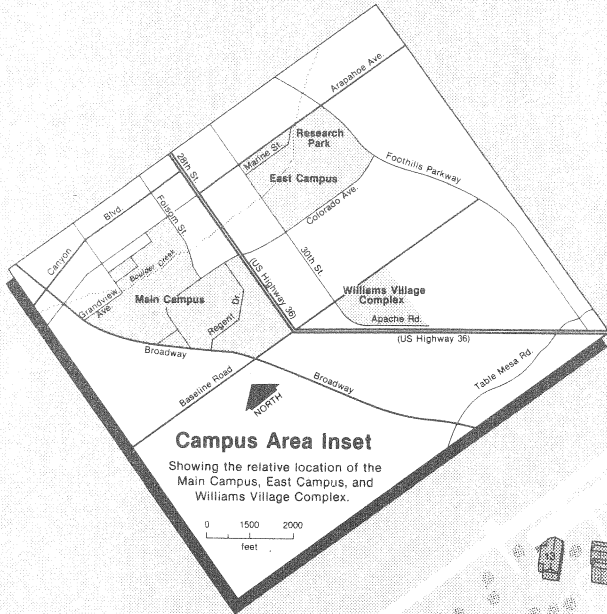 Arapahoe Ave.
Research
Park
Marine St.
28th St.
East Campus
Foothills Parkway
Blvd.
Folsom St.
Colorado Ave.
Canyon
Boulder Creek
30th St.
(US Highway 36)
Grandview
Ave
Main Campus
Williams Village
Complex
Regent
Dr.
Apache Rd.
(US Highway 36)
Broadway
Baseline Road
Broadway
Table Mesa Rd.
NORTH
Campus Area Inset
Showing the relative location of the
Main Campus, East Campus, and
Williams Village Complex.
0 1500 2000
feet
13